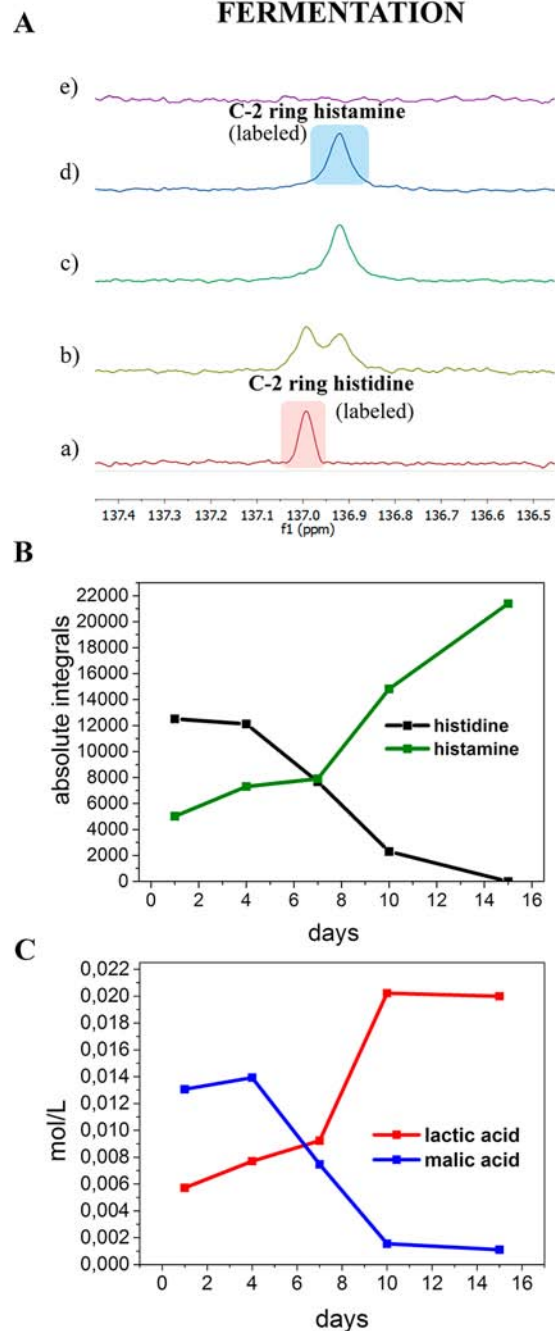 FERMENTATION
A
e)
C-2 ring histamine
(labeled)
d)
c)
b)
C-2 ring histidine
(labeled)
a)
137.4 137.3 137.2 137.1 137.0 136.9 136.8 136.7 136.6 136.5
f1 (ppm)
B
absolute integrals
22000
20000
18000
16000
14000
12000
10000
8000
6000
4000
2000
0
histidine
histamine
0 2 4 6 8 10 12 14 16
days
C
mol/L
0,022
0,020
0,018
0,016
0,014
0,012
0,010
0,008
0,006
0,004
0,002
0,000
lactic acid
malic acid
0 2 4 6 8 10 12 14 16
days